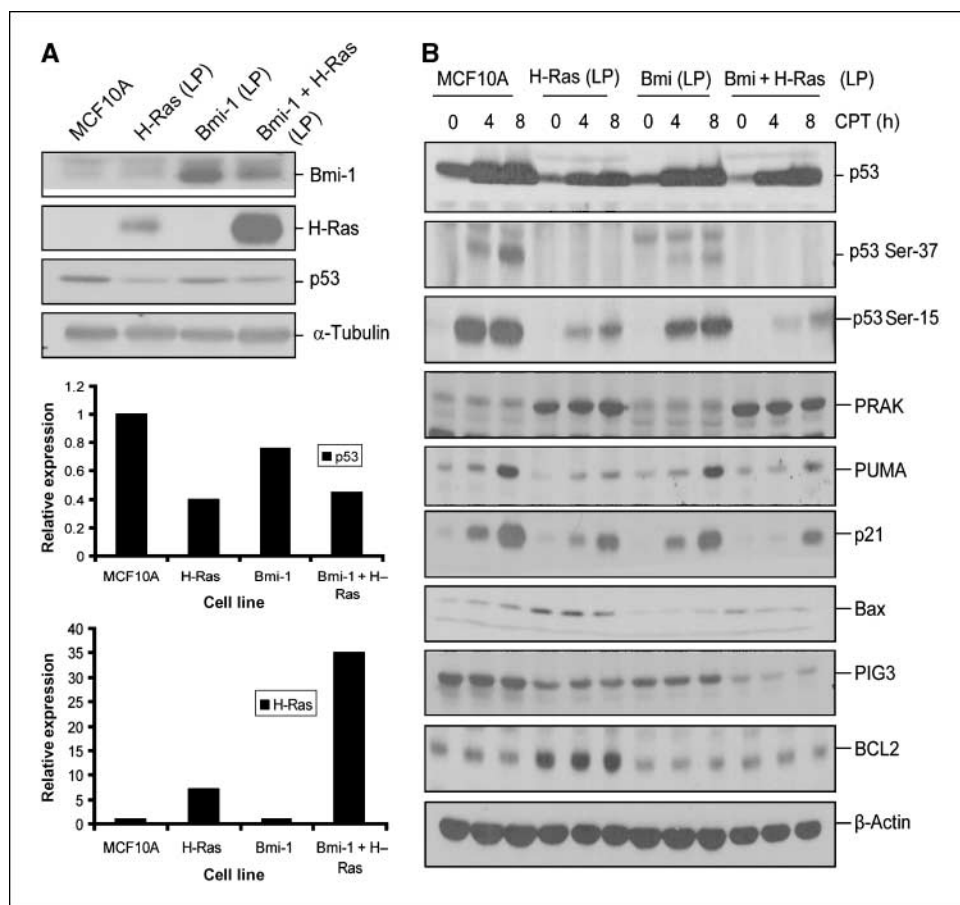 A
MCF10A
H-Ras (LP)
Bmi-1 (LP)
Bmi-1 + H-Ras
(LP)
Bmi-1
H-Ras
p53
α-Tubulin
1.2
1
0.8
0.6
0.4
0.2
0
Relative expression
p53
MCF10A H-Ras Bmi-1 Bmi-1 + H–
Ras
Cell line
40
35
30
25
20
15
10
5
0
Relative expression
H-Ras
MCF10A H-Ras Bmi-1 Bmi-1 + H–
Ras
Cell line
B
MCF10A H-Ras (LP) Bmi (LP) Bmi + H-Ras (LP)
0 4 8 0 4 8 0 4 8 0 4 8 CPT (h)
p53
p53 Ser-37
p53 Ser-15
PRAK
PUMA
p21
Bax
PIG3
BCL2
β-Actin